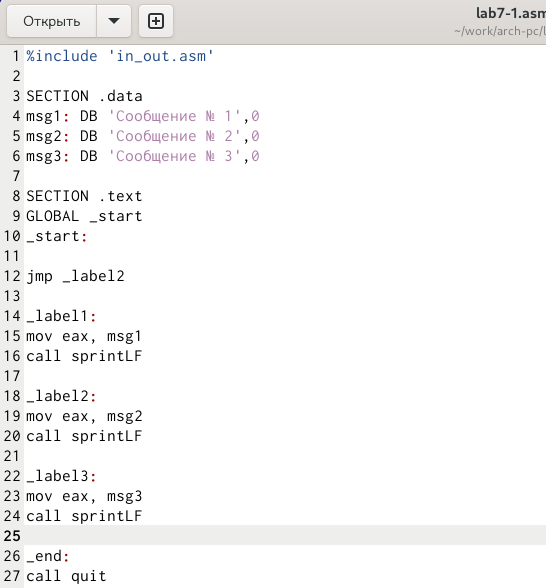 Открыть
lab7-1.asm
~/work/arch-pc/l
1 %include 'in_out.asm'
2
3 SECTION .data
4 msg1: DB 'Сообщение № 1',0
5 msg2: DB 'Сообщение № 2',0
6 msg3: DB 'Сообщение № 3',0
7
8 SECTION .text
9 GLOBAL _start
10 _start:
11
12 jmp _label2
13
14 _label1:
15 mov eax, msg1
16 call sprintLF
17
18 _label2:
19 mov eax, msg2
20 call sprintLF
21
22 _label3:
23 mov eax, msg3
24 call sprintLF
25
26 _end:
27 call quit